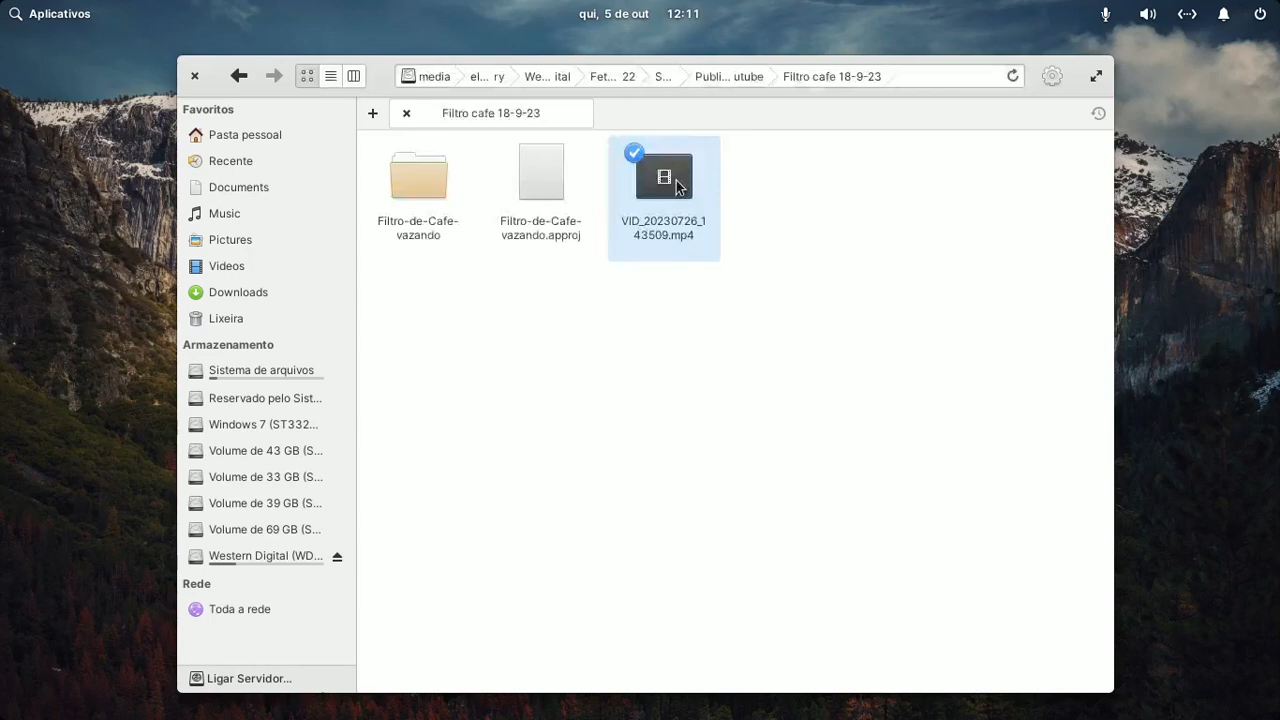 Aplicativos
qui, 5 de out 12:11
media el... ry We... ital Fet... 22 S... Publi... utube Filtro cafe 18-9-23
Favoritos
Filtro cafe 18-9-23
Pasta pessoal
Recente
Documents
Music
Pictures
Videos
Downloads
Lixeira
Armazenamento
Sistema de arquivos
Reservado pelo Sist...
Windows 7 (ST332...
Volume de 43 GB (S...
Volume de 33 GB (S...
Volume de 39 GB (S...
Volume de 69 GB (S...
Western Digital (WD...
Rede
Toda a rede
Ligar Servidor...
Filtro-de-Cafe-
vazando
Filtro-de-Cafe-
vazando.approj
VID_20230726_1
43509.mp4